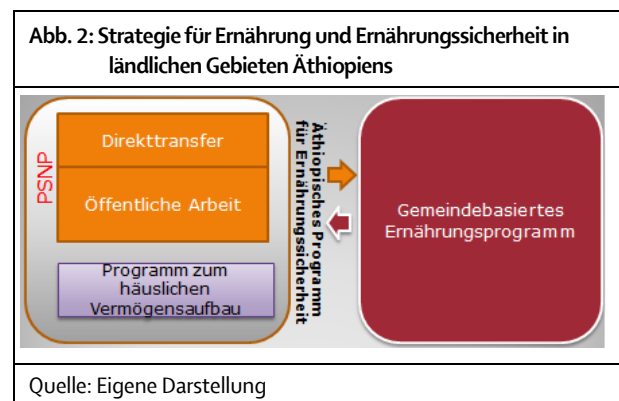 Abb. 2: Strategie für Ernährung und Ernährungssicherheit in
ländlichen Gebieten Äthiopiens
PSNP
Direkttransfer
Öffentliche Arbeit
Programm zum
häuslichen
Vermögensaufbau
Äthiopisches Programm
für Ernährungssicherheit
Gemeindebasiertes
Ernährungsprogramm
Quelle: Eigene Darstellung